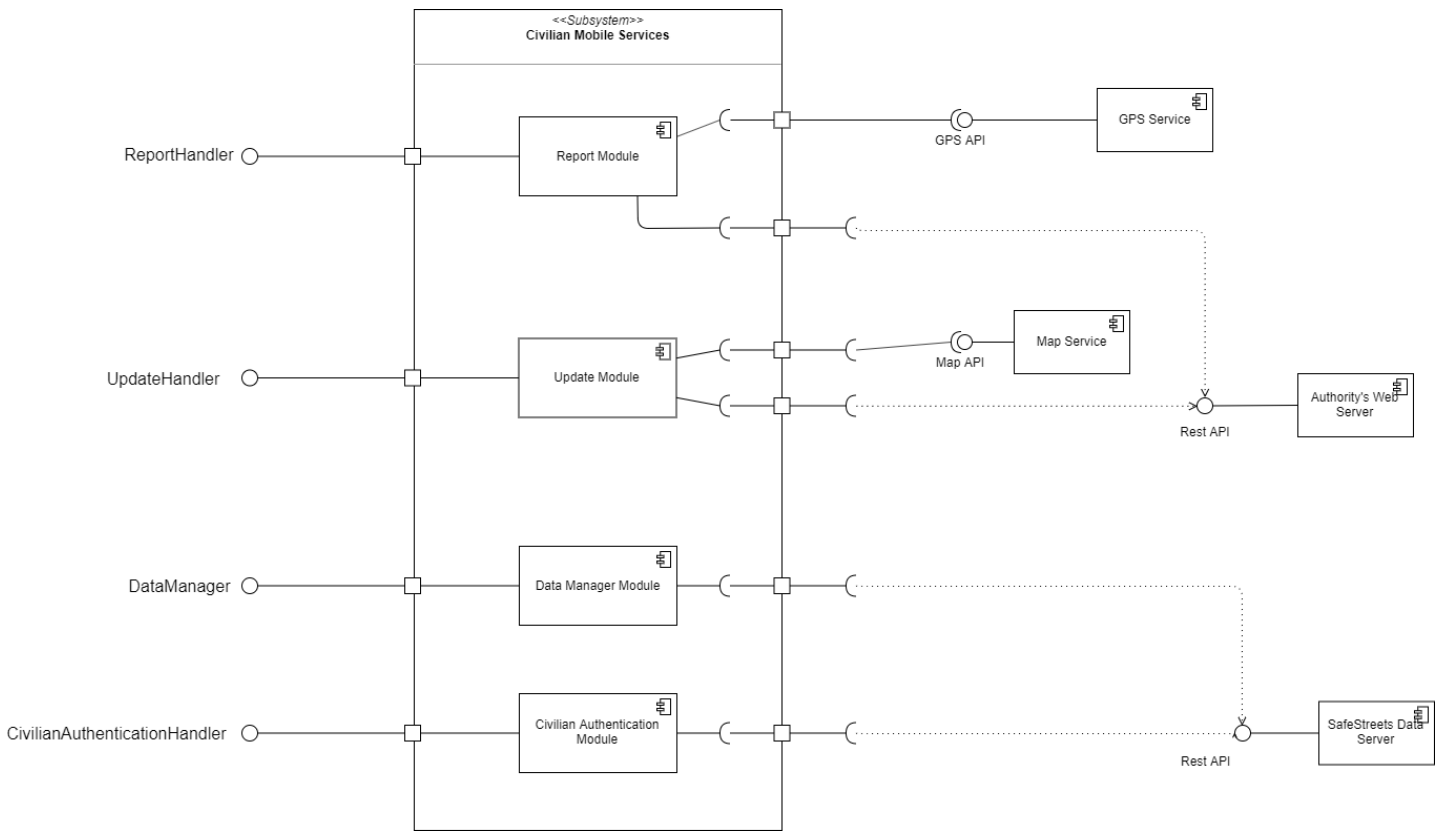 <<Subsystem>>
Civilian Mobile Services
GPS Service
GPS API
ReportHandler
Report Module
Map Service
Map API
UpdateHandler
Update Module
Authority's Web
Server
Rest API
DataManager
Data Manager Module
CivilianAuthenticationHandler
Civilian Authentication
Module
SafeStreets Data
Server
Rest API